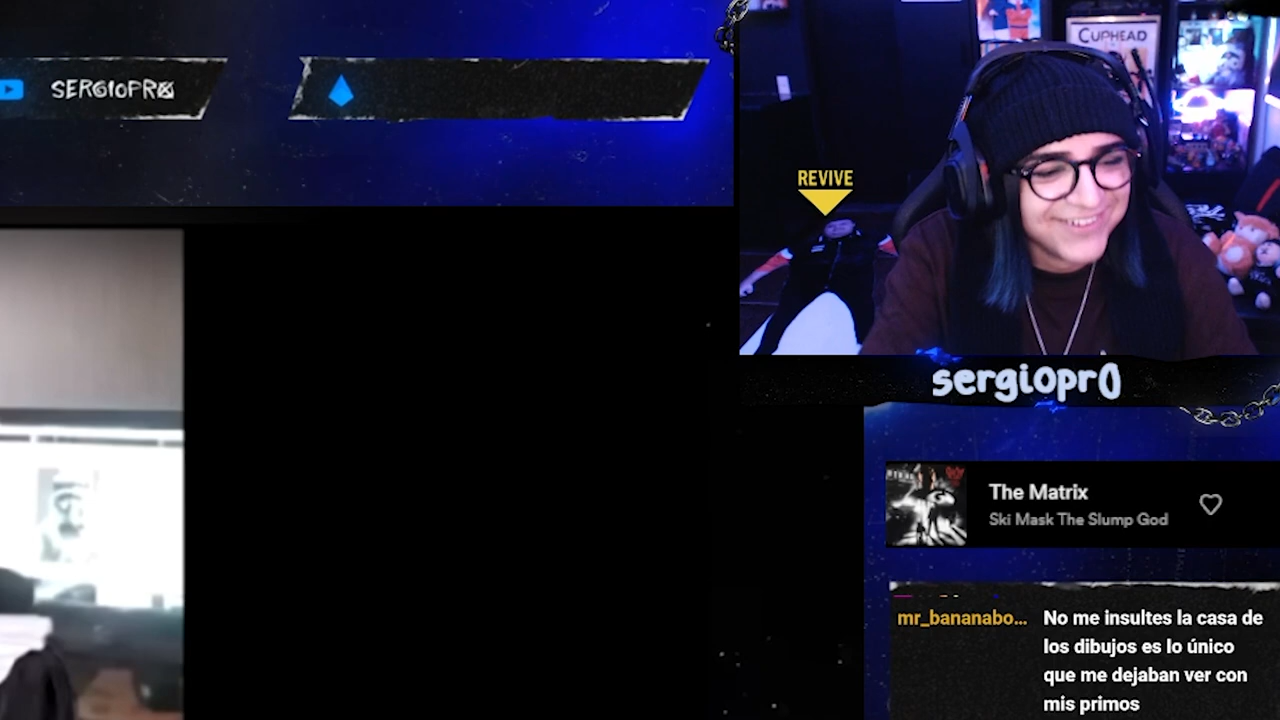 SERGIOPRØ
CUPHEAD
REVIVE
sergi0pr0
The Matrix
Ski Mask The Slump God
mr_bananabo... No me insultes la casa de
los dibujos es lo único
que me dejaban ver con
mis primos